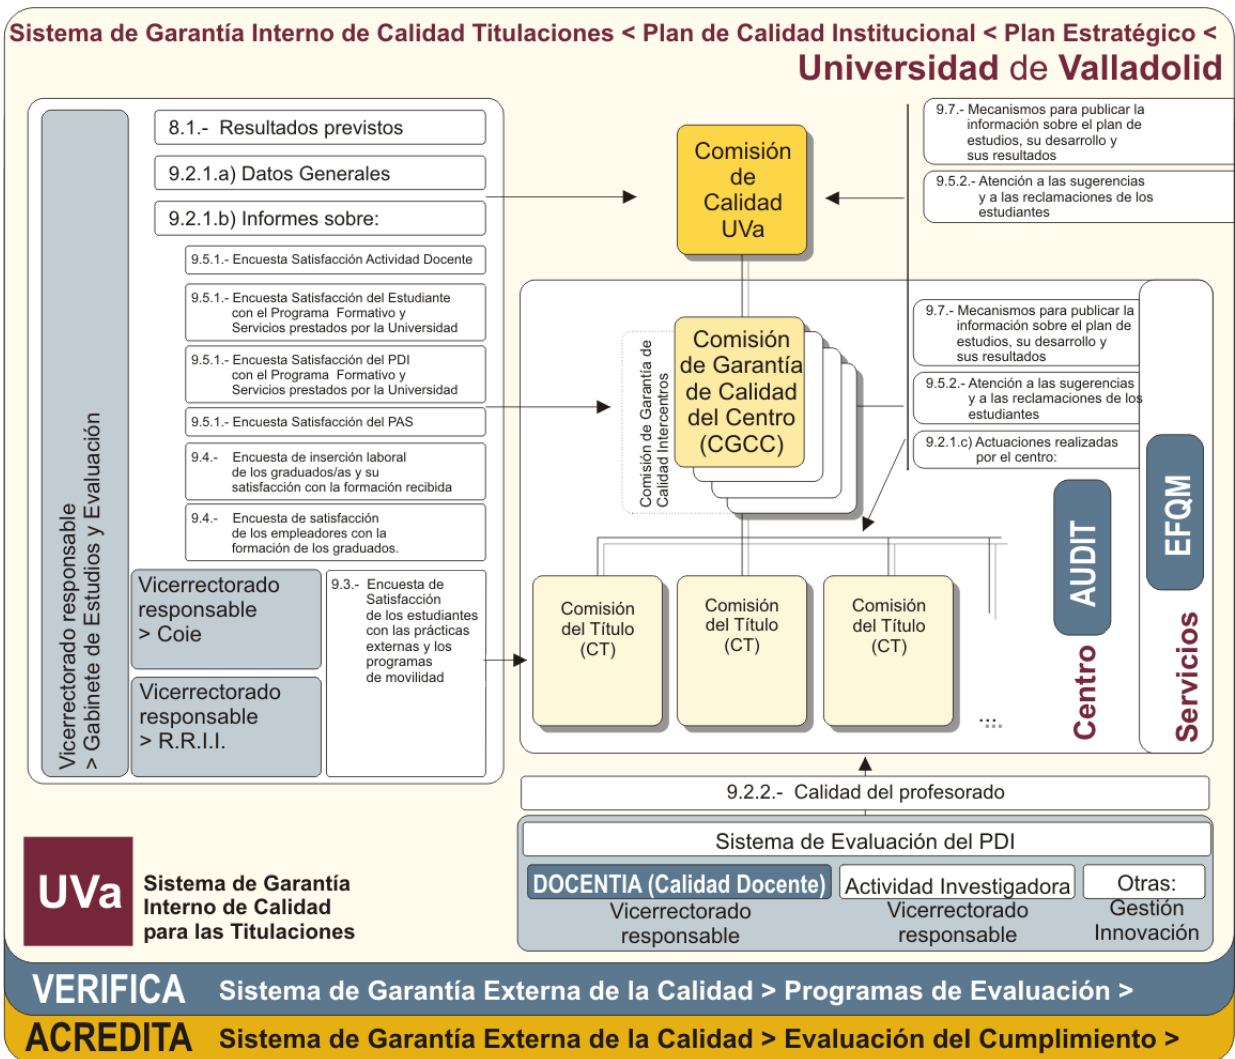 Sistema de Garantía Interno de Calidad Titulaciones < Plan de Calidad Institucional < Plan Estratégico <
Universidad de Valladolid
Vicerrectorado responsable
> Gabinete de Estudios y Evaluación
8.1.- Resultados previstos
9.2.1.a) Datos Generales
9.2.1.b) Informes sobre:
9.5.1.- Encuesta Satisfacción Actividad Docente
9.5.1.- Encuesta Satisfacción del Estudiante
con el Programa Formativo y
Servicios prestados por la Universidad
9.5.1.- Encuesta Satisfacción del PDI
con el Programa Formativo y
Servicios prestados por la Universidad
9.5.1.- Encuesta Satisfacción del PAS
9.4.- Encuesta de inserción laboral
de los graduados/as y su
satisfacción con la formación recibida
9.4.- Encuesta de satisfacción
de los empleadores con la
formación de los graduados.
Vicerrectorado
responsable
> Coie
Vicerrectorado
responsable
> R.R.I.I.
9.3.- Encuesta de
Satisfacción
de los estudiantes
con las prácticas
externas y los
programas
de movilidad
Comisión
de
Calidad
UVa
9.7.- Mecanismos para publicar la
información sobre el plan de
estudios, su desarrollo y
sus resultados
9.5.2.- Atención a las sugerencias
y a las reclamaciones de los
estudiantes
Comisión de Garantía de
Calidad Intercentros
Comisión
de Garantía
de Calidad
del Centro
(CGCC)
9.7.- Mecanismos para publicar la
información sobre el plan de
estudios, su desarrollo y
sus resultados
9.5.2.- Atención a las sugerencias
y a las reclamaciones de los
estudiantes
9.2.1.c) Actuaciones realizadas
por el centro:
Comisión
del Título
(CT)
Comisión
del Título
(CT)
Comisión
del Título
(CT)
...
AUDIT
Centro
EFQM
Servicios
9.2.2.- Calidad del profesorado
Sistema de Evaluación del PDI
DOCENTIA (Calidad Docente)
Vicerrectorado
responsable
Actividad Investigadora
Vicerrectorado
responsable
Otras:
Gestión
Innovación
UVa
Sistema de Garantía
Interno de Calidad
para las Titulaciones
VERIFICA Sistema de Garantía Externa de la Calidad > Programas de Evaluación >
ACREDITA Sistema de Garantía Externa de la Calidad > Evaluación del Cumplimiento >